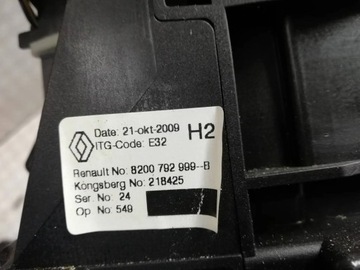 Date: 21-okt-2009 H2
ITG-Code: E32
Renault No: 8200 792 999--B
Kongsberg No: 218425
Ser. No: 24
Op No: 549